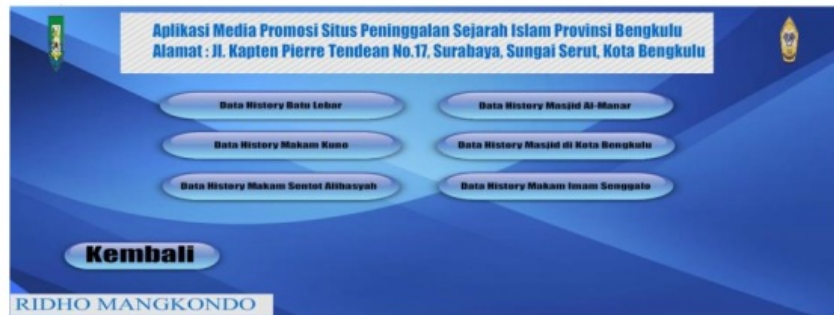 Aplikasi Media Promosi Situs Peninggalan Sejarah Islam Provinsi Bengkulu
Alamat : Jl. Kapten Pierre Tendean No.17, Surabaya, Sungai Serut, Kota Bengkulu
Data History Batu Lebar
Data History Masjid Al-Manar
Data History Makam Kuno
Data History Masjid di Kota Bengkulu
Data History Makam Sentot Alibasyah
Data History Makam Imam Senggalo
Kembali
RIDHO MANGKONDO